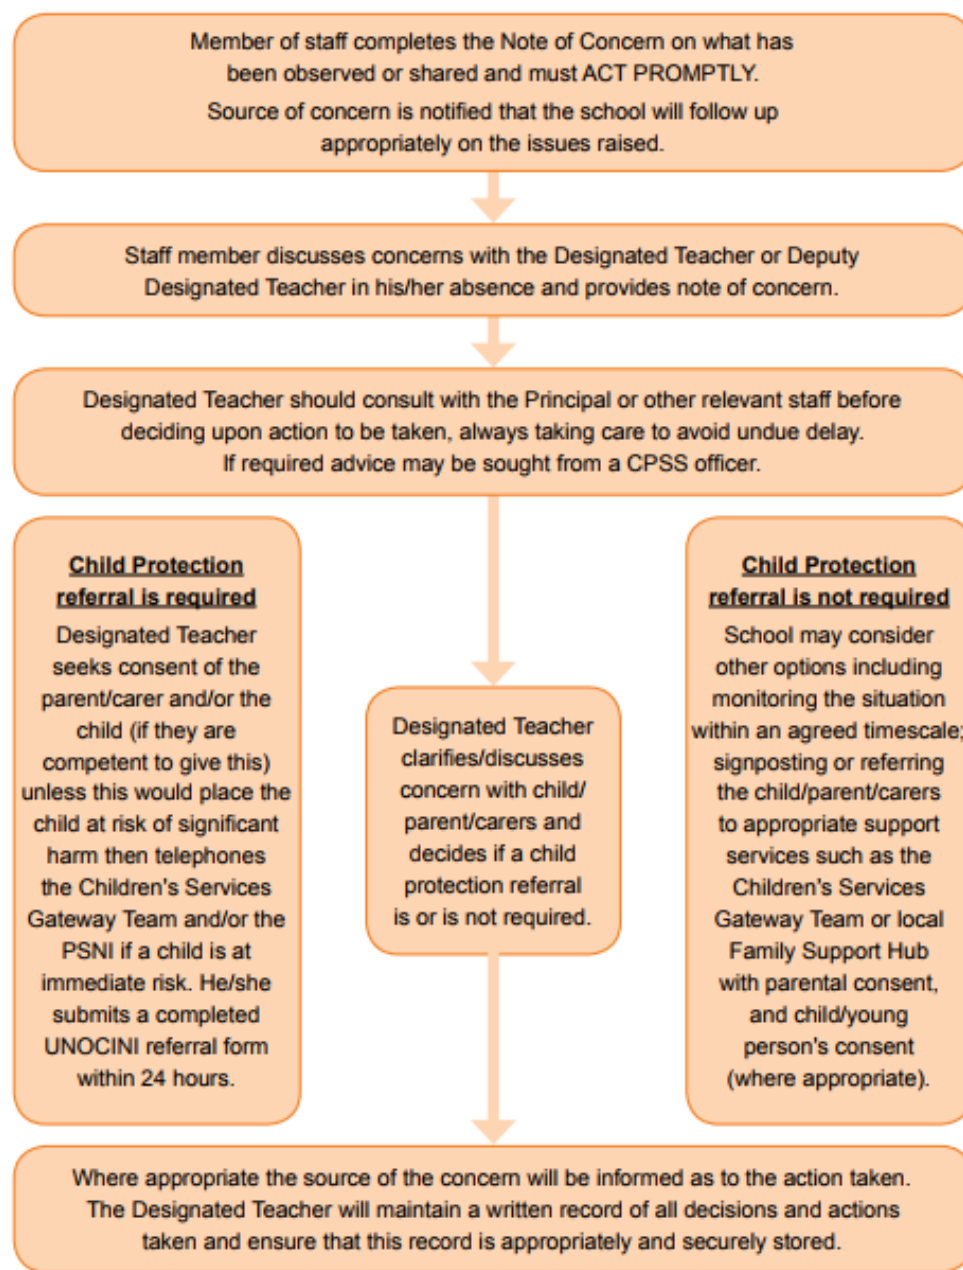 Member of staff completes the Note of Concern on what has
been observed or shared and must ACT PROMPTLY.
Source of concern is notified that the school will follow up
appropriately on the issues raised.
Staff member discusses concerns with the Designated Teacher or Deputy
Designated Teacher in his/her absence and provides note of concern.
Designated Teacher should consult with the Principal or other relevant staff before
deciding upon action to be taken, always taking care to avoid undue delay.
If required advice may be sought from a CPSS officer.
Child Protection
referral is required
Designated Teacher
seeks consent of the
parent/carer and/or the
child (if they are
competent to give this)
unless this would place the
child at risk of significant
harm then telephones
the Children's Services
Gateway Team and/or the
PSNI if a child is at
immediate risk. He/she
submits a completed
UNOCINI referral form
within 24 hours.
Designated Teacher
clarifies/discusses
concern with child/
parent/carers and
decides if a child
protection referral
is or is not required.
Child Protection
referral is not required
School may consider
other options including
monitoring the situation
within an agreed timescale;
signposting or referring
the child/parent/carers
to appropriate support
services such as the
Children's Services
Gateway Team or local
Family Support Hub
with parental consent,
and child/young
person's consent
(where appropriate).
Where appropriate the source of the concern will be informed as to the action taken.
The Designated Teacher will maintain a written record of all decisions and actions
taken and ensure that this record is appropriately and securely stored.